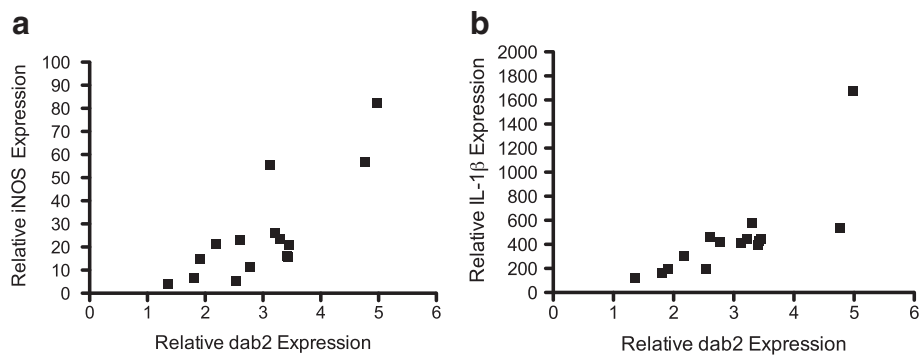 a
Relative iNOS Expression
100
90
80
70
60
50
40
30
20
10
0
0 1 2 3 4 5 6
Relative dab2 Expression
b
Relative IL-1β Expression
2000
1800
1600
1400
1200
1000
800
600
400
200
0
0 1 2 3 4 5 6
Relative dab2 Expression